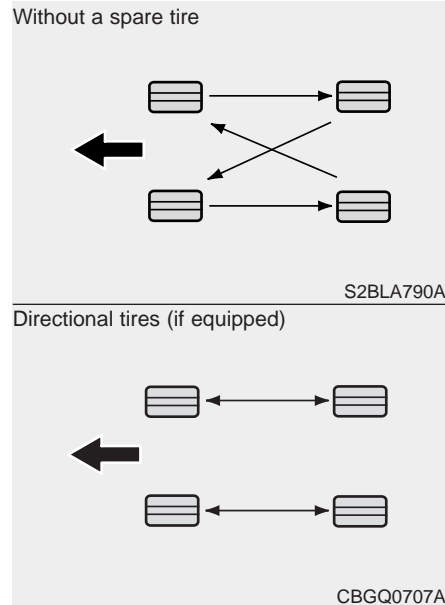 Without a spare tire
S2BLA790A
Directional tires (if equipped)
CBGQ0707A